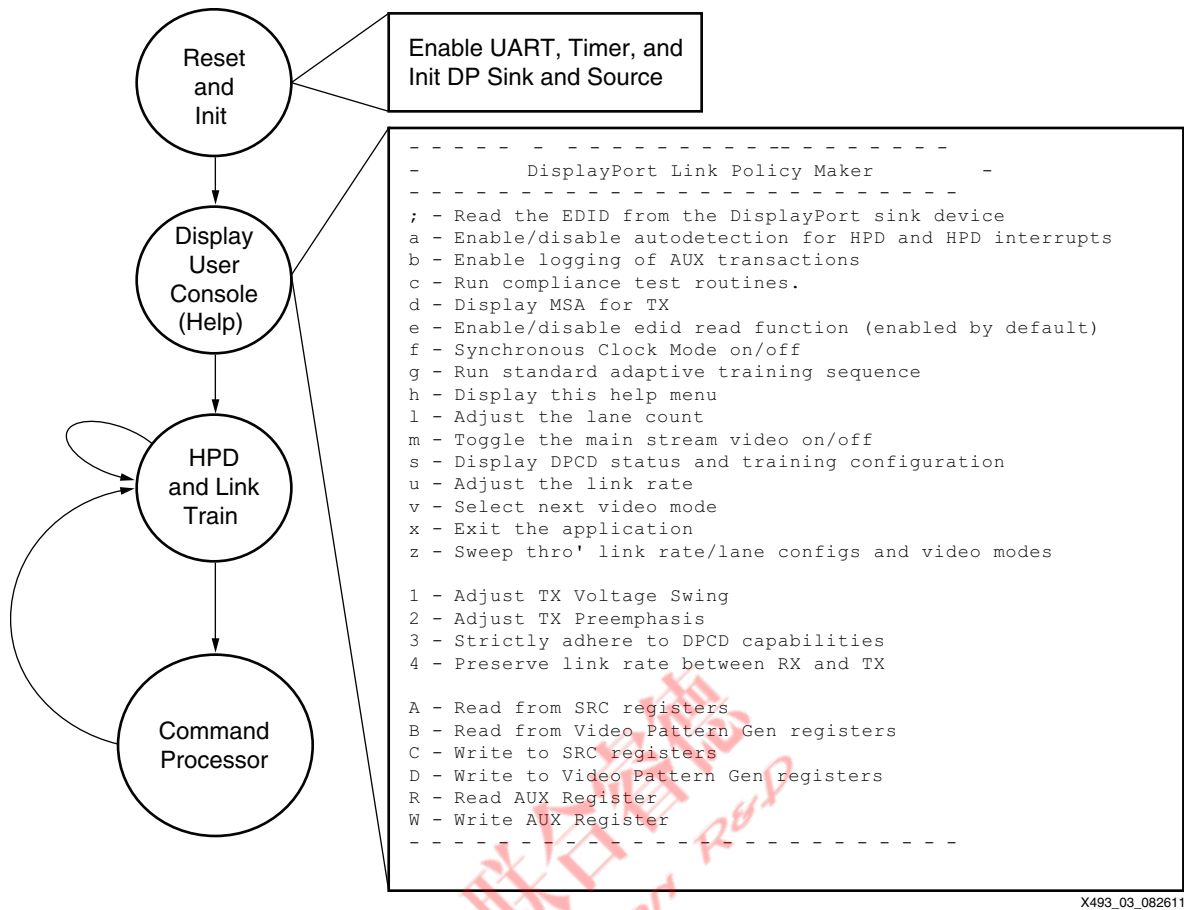 Reset
and
Init
Enable UART, Timer, and
Init DP Sink and Source
Display
User
Console
(Help)
HPD
and Link
Train
Command
Processor
- - - - - - - - - - - - - - -- - - - - - - -
- DisplayPort Link Policy Maker -
- - - - - - - - - - - - - - - - - - - - - - - - -
; - Read the EDID from the DisplayPort sink device
a - Enable/disable autodetection for HPD and HPD interrupts
b - Enable logging of AUX transactions
c - Run compliance test routines.
d - Display MSA for TX
e - Enable/disable edid read function (enabled by default)
f - Synchronous Clock Mode on/off
g - Run standard adaptive training sequence
h - Display this help menu
l - Adjust the lane count
m - Toggle the main stream video on/off
s - Display DPCD status and training configuration
u - Adjust the link rate
v - Select next video mode
x - Exit the application
z - Sweep thro' link rate/lane configs and video modes
1 - Adjust TX Voltage Swing
2 - Adjust TX Preemphasis
3 - Strictly adhere to DPCD capabilities
4 - Preserve link rate between RX and TX
A - Read from SRC registers
B - Read from Video Pattern Gen registers
C - Write to SRC registers
D - Write to Video Pattern Gen registers
R - Read AUX Register
W - Write AUX Register
- - - - - - - - - - - - - - - - - - - - - - - - -
联合睿德
R&D
X493_03_082611